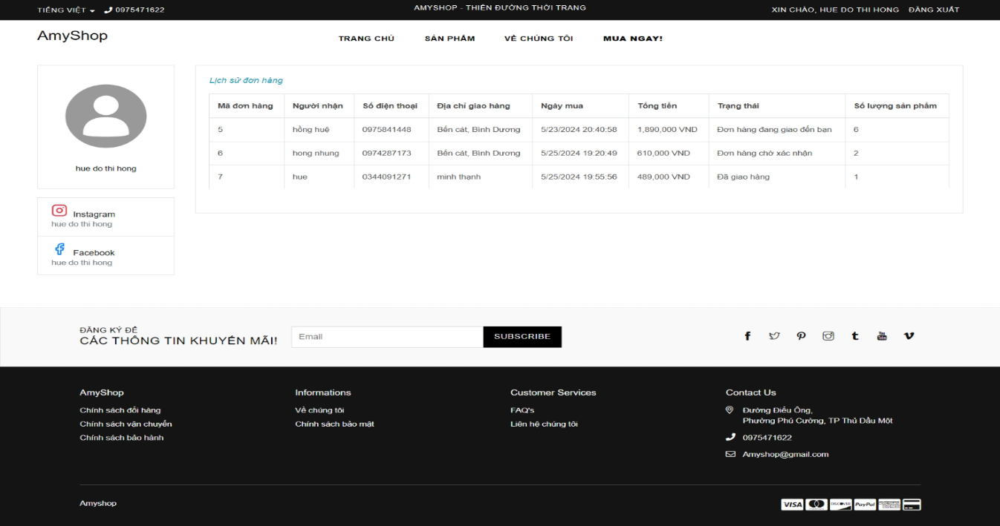 TIẾNG VIỆT 0975471622 AMYSHOP - THIÊN ĐƯỜNG THỜI TRANG XIN CHÀO, HUE DO THI HONG ĐĂNG XUẤT
AmyShop TRANG CHỦ SẢN PHẨM VỀ CHÚNG TÔI MUA NGAY!
hue do thi hong
Instagram
hue do thi hong
Facebook
hue do thi hong
Lịch sử đơn hàng
Mã đơn hàng Người nhận Số điện thoại Địa chỉ giao hàng Ngày mua Tổng tiền Trạng thái Số lượng sản phẩm
5 hồng huệ 0975841448 Bến cát, Bình Dương 5/23/2024 20:40:58 1,890,000 VND Đơn hàng đang giao đến bạn 6
6 hong nhung 0974287173 Bến cát, Bình Dương 5/25/2024 19:20:49 610,000 VND Đơn hàng chờ xác nhận 2
7 hue 0344091271 minh thạnh 5/25/2024 19:55:56 489,000 VND Đã giao hàng 1
ĐĂNG KÝ ĐỂ
CÁC THÔNG TIN KHUYẾN MÃI!
Email SUBSCRIBE
AmyShop
Chính sách đổi hàng
Chính sách vận chuyển
Chính sách bảo hành
Informations
Về chúng tôi
Chính sách bảo mật
Customer Services
FAQ's
Liên hệ chúng tôi
Contact Us
Đường Điểu Ông,
Phường Phú Cường, TP Thủ Dầu Một
0975471622
Amyshop@gmail.com
Amyshop
VISA DISCOVER PayPal